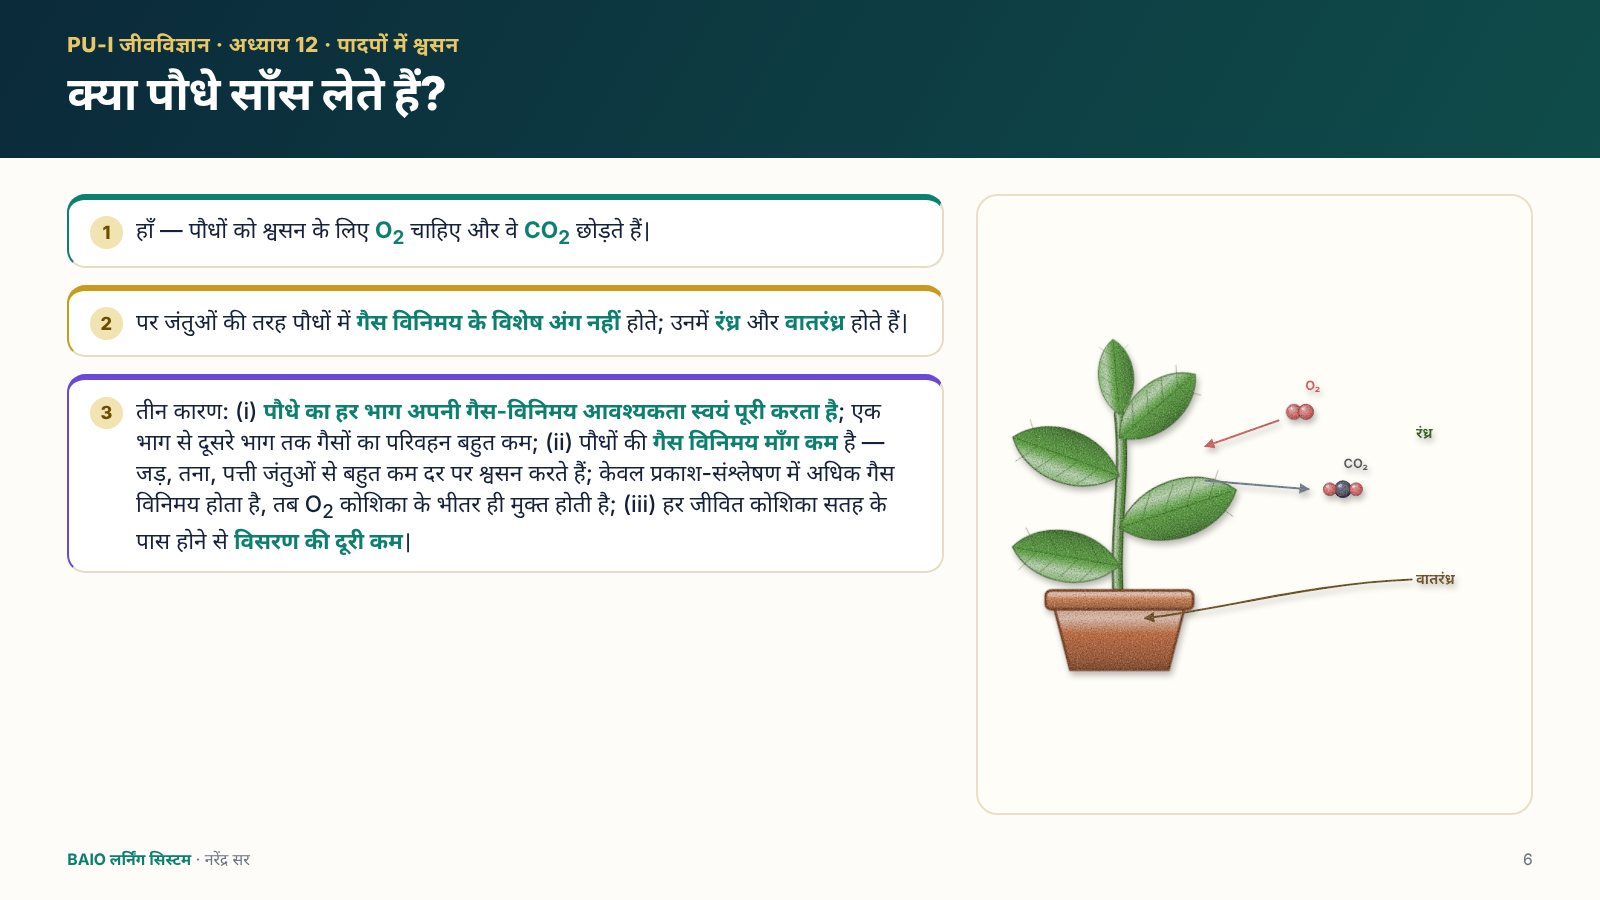 PU-I जीवविज्ञान · अध्याय 12 · पादपों में श्वसन
क्या पौधे साँस लेते हैं?
1 हाँ — पौधों को श्वसन के लिए O₂ चाहिए और वे CO₂ छोड़ते हैं|
2 पर जंतुओं की तरह पौधों में गैस विनिमय के विशेष अंग नहीं होते; उनमें रंध्र और वातरंध्र होते हैं|
3 तीन कारण: (i) पौधे का हर भाग अपनी गैस-विनिमय आवश्यकता स्वयं पूरी करता है; एक
भाग से दूसरे भाग तक गैसों का परिवहन बहुत कम; (ii) पौधों की गैस विनिमय माँग कम है —
जड़, तना, पत्ती जंतुओं से बहुत कम दर पर श्वसन करते हैं; केवल प्रकाश-संश्लेषण में अधिक गैस
विनिमय होता है, तब O₂ कोशिका के भीतर ही मुक्त होती है; (iii) हर जीवित कोशिका सतह के
पास होने से विसरण की दूरी कम|
O₂
रंध्र
CO₂
वातरंध्र
BAIO लर्निंग सिस्टम · नरेंद्र सर
6